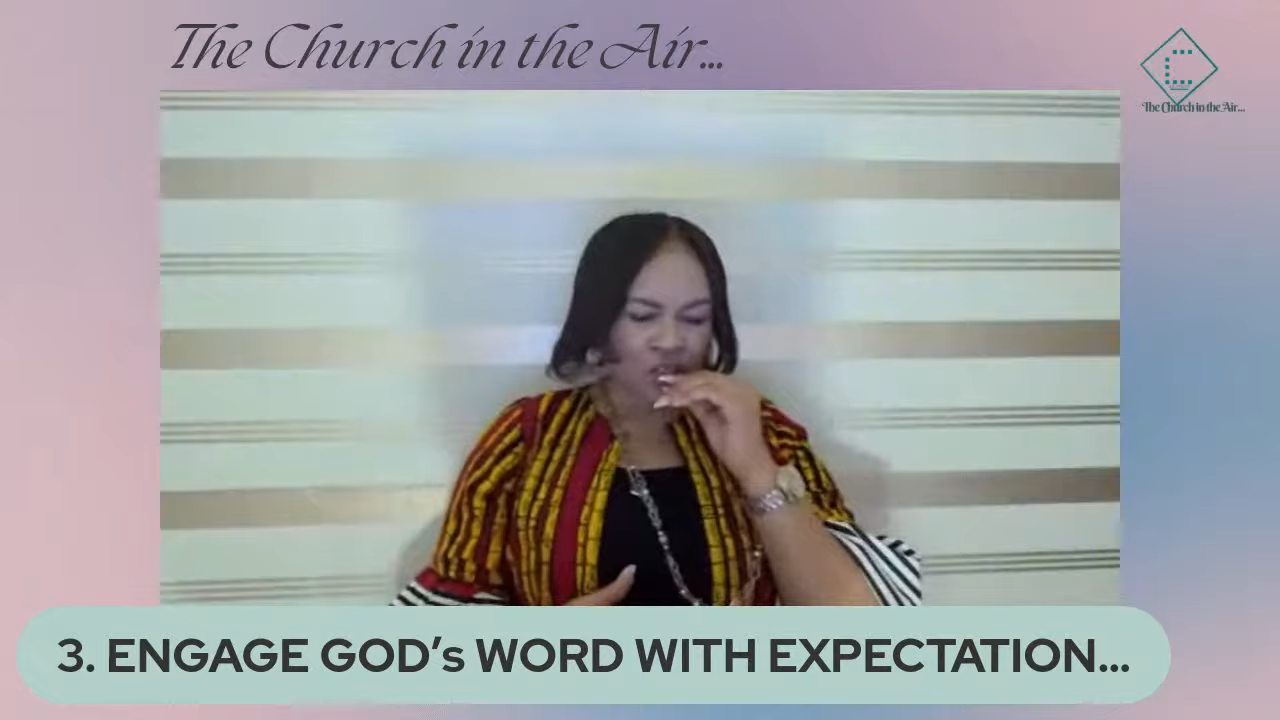 The Church in the Air...
The Church in the Air...
3. ENGAGE GOD's WORD WITH EXPECTATION...